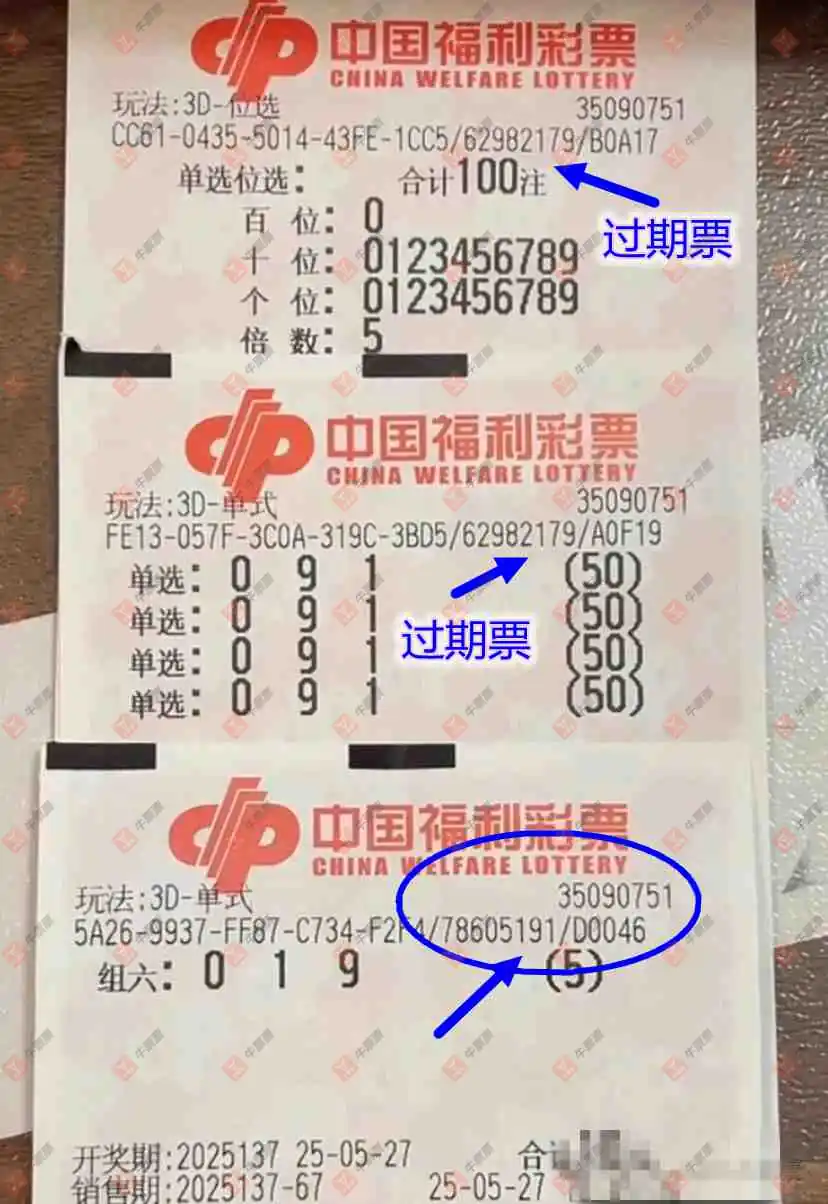 中国福利彩票
CHINA WELFARE LOTTERY
玩法:3D-位选 35090751
CC61-0435-5014-43FE-1CC5/62982179/B0A17
单选位选: 合计100注
过期票
百 位: 0
十 位: 0123456789
个 位: 0123456789
倍 数: 5
中国福利彩票
CHINA WELFARE LOTTERY
玩法:3D-单式 35090751
FE13-057F-3C0A-319C-3BD5/62982179/A0F19
单选: 0 9 1 (50)
单选: 0 9 1 (50)
过期票
单选: 0 9 1 (50)
单选: 0 9 1 (50)
中国福利彩票
CHINA WELFARE LOTTERY
玩法:3D-单式 35090751
5A26-9937-FF87-C734-F2F4/78605191/D0046
组六: 0 1 9 (5)
开奖期:2025137 25-05-27 合计
销售期:2025137-67 25-05-27